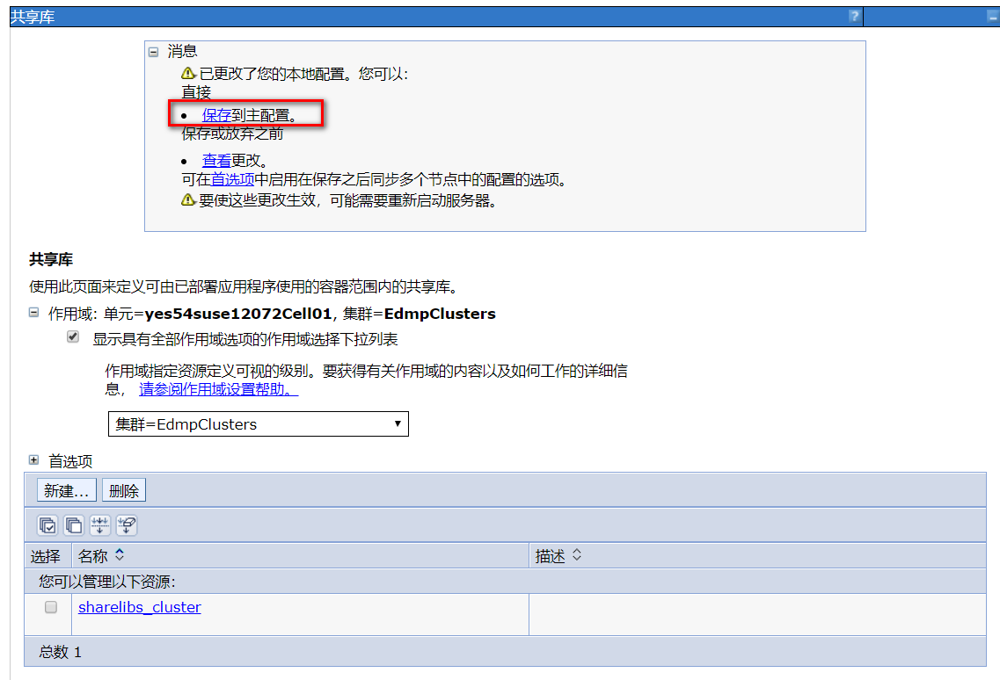 共享库
?
消息
已更改了您的本地配置。您可以:
直接
保存到主配置。
保存或放弃之前
查看更改。
可在首选项中启用在保存之后同步多个节点中的配置的选项。
要使这些更改生效，可能需要重新启动服务器。
共享库
使用此页面来定义可由已部署应用程序使用的容器范围内的共享库。
作用域: 单元=yes54suse12072Cell01, 集群=EdmpClusters
显示具有全部作用域选项的作用域选择下拉列表
作用域指定资源定义可视的级别。要获得有关作用域的内容以及如何工作的详细信
息， 请参阅作用域设置帮助。
集群=EdmpClusters
首选项
新建... 删除
选择 名称 描述
您可以管理以下资源:
sharelibs_cluster
总数 1